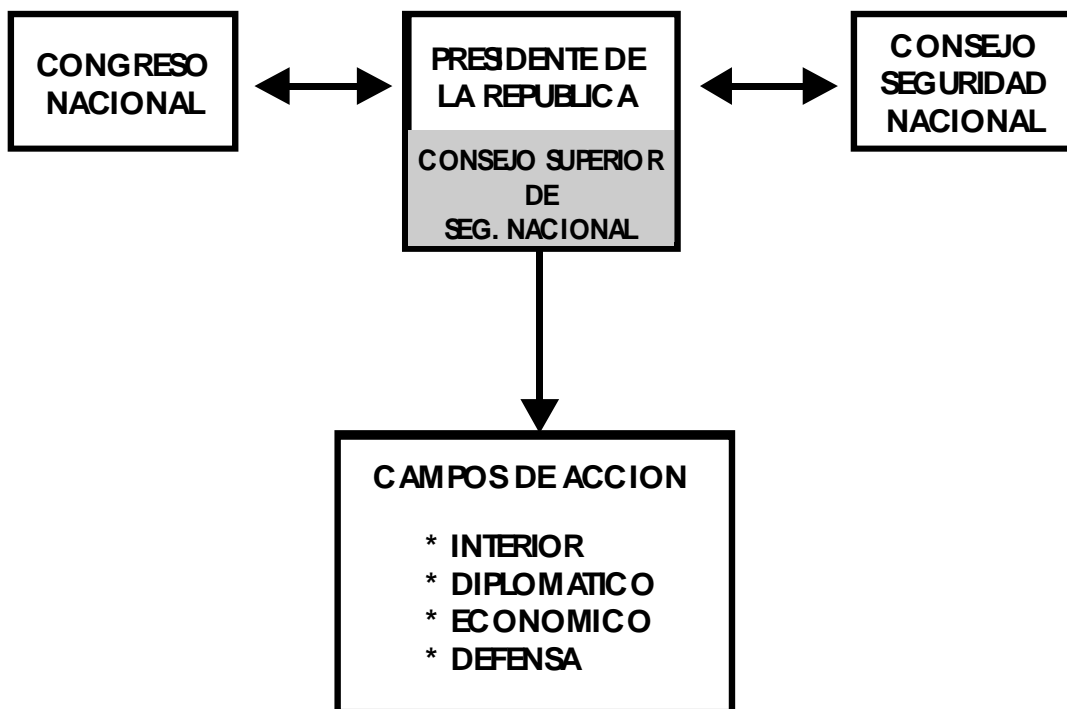 CONGRESO
NACIONAL
PRESIDENTE DE
LA REPUBLICA
CONSEJO SUPERIOR
DE
SEG. NACIONAL
CONSEJO
SEGURIDAD
NACIONAL
CAMPOS DE ACCION
* INTERIOR
* DIPLOMATICO
* ECONOMICO
* DEFENSA